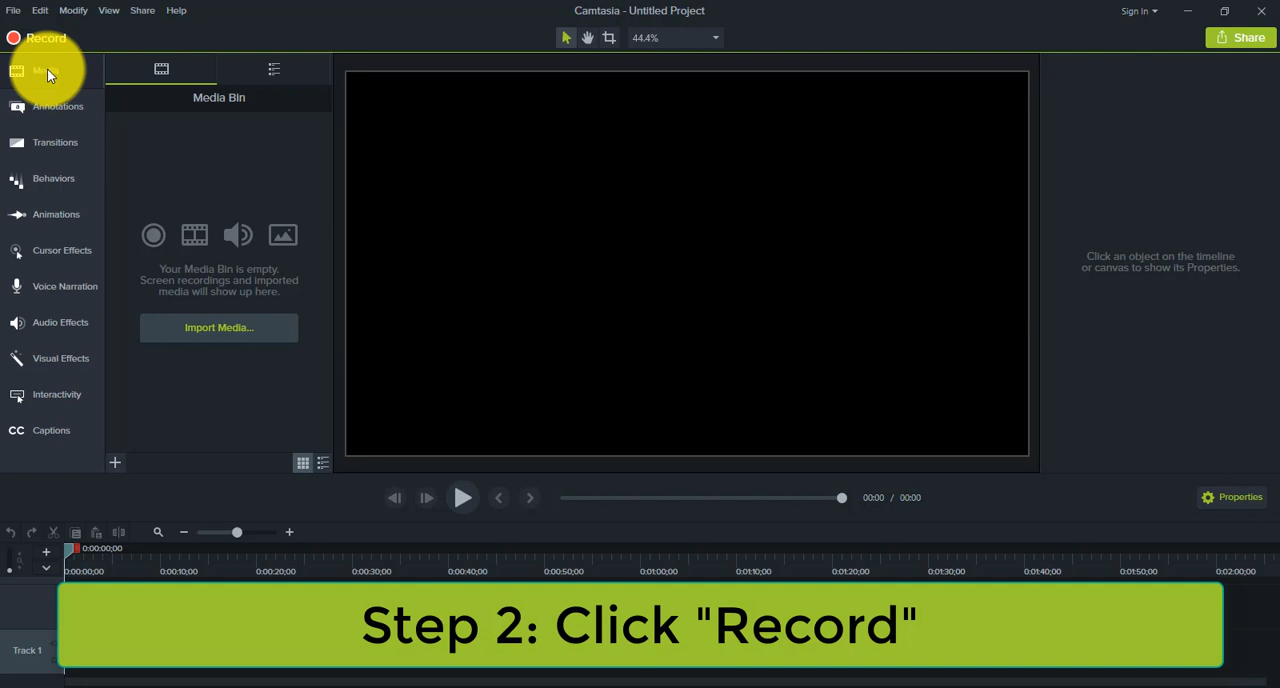 File Edit Modify View Share Help
Camtasia - Untitled Project
Sign In
Record
44.4%
Share
Media
Annotations
Transitions
Behaviors
Animations
Cursor Effects
Voice Narration
Audio Effects
Visual Effects
Interactivity
CC Captions
Media Bin
Your Media Bin is empty.
Screen recordings and imported
media will show up here.
Import Media...
Click an object on the timeline
or canvas to show its Properties.
00:00 / 00:00
Properties
0:00:00;00
0:00:00;00 0:00:10;00 0:00:20;00 0:00:30;00 0:00:40;00 0:00:50;00 0:01:00;00 0:01:10;00 0:01:20;00 0:01:30;00 0:01:40;00 0:01:50;00 0:02:00;00
Step 2: Click "Record"
Track 1